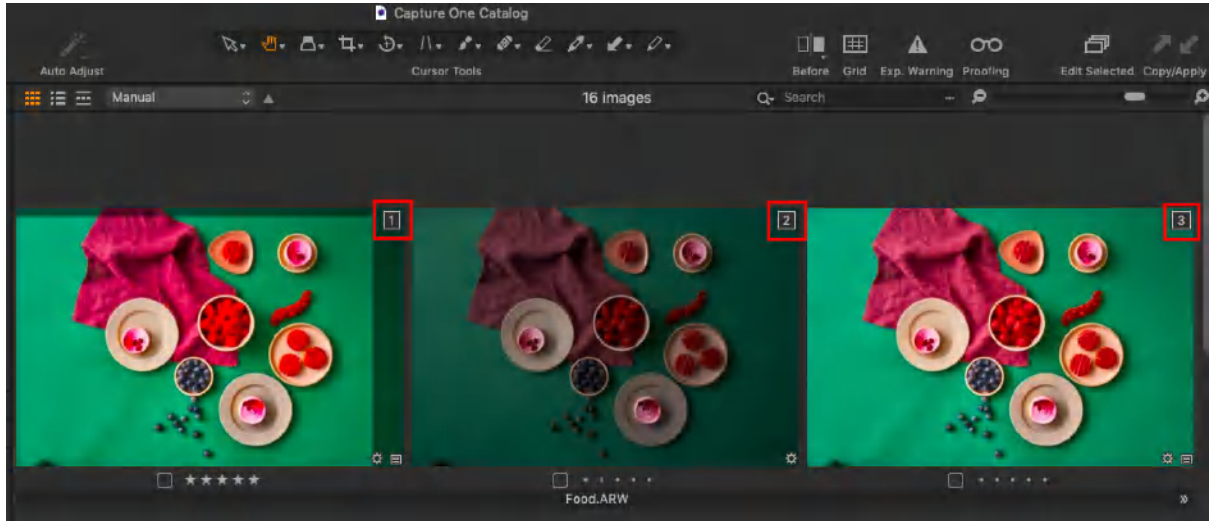 Capture One Catalog
Auto Adjust
Cursor Tools
Before
Grid
Exp. Warning
Proofing
Edit Selected
Copy/Apply
Manual
16 images
Search
1
2
3
Food.ARW